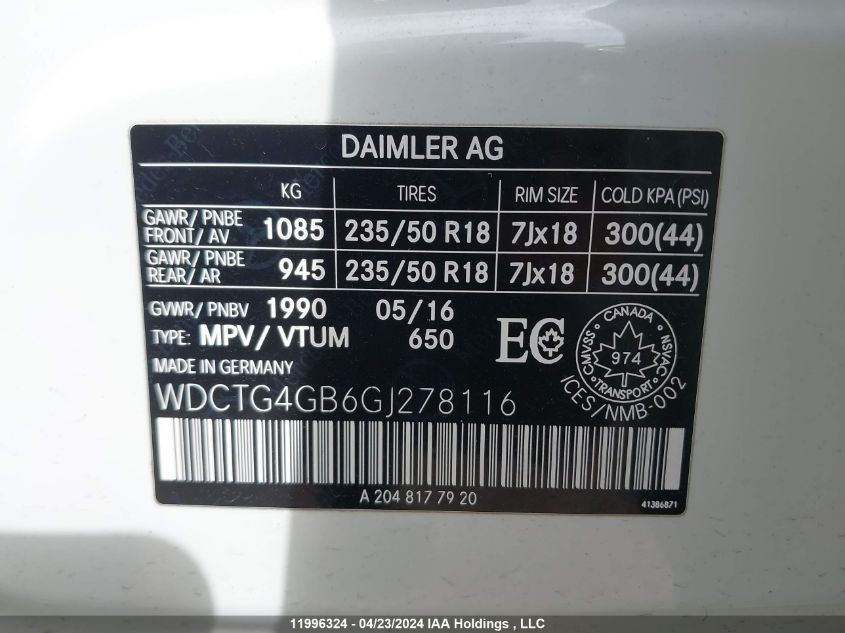 DAIMLER AG
KG TIRES RIM SIZE COLD KPA (PSI)
GAWR/ PNBE FRONT/ AV 1085 235/50 R18 7Jx18 300(44)
GAWR/ PNBE REAR/ AR 945 235/50 R18 7Jx18 300(44)
GVWR/ PNBV 1990 05/16
TYPE: MPV/ VTUM 650
EC
CANADA
CMVSS 974 NSVAC
TRANSPORT
ICES/NMB-002
MADE IN GERMANY
WDCTG4GB6GJ278116
A 204 817 79 20
41386871
11996324 - 04/23/2024 IAA Holdings , LLC